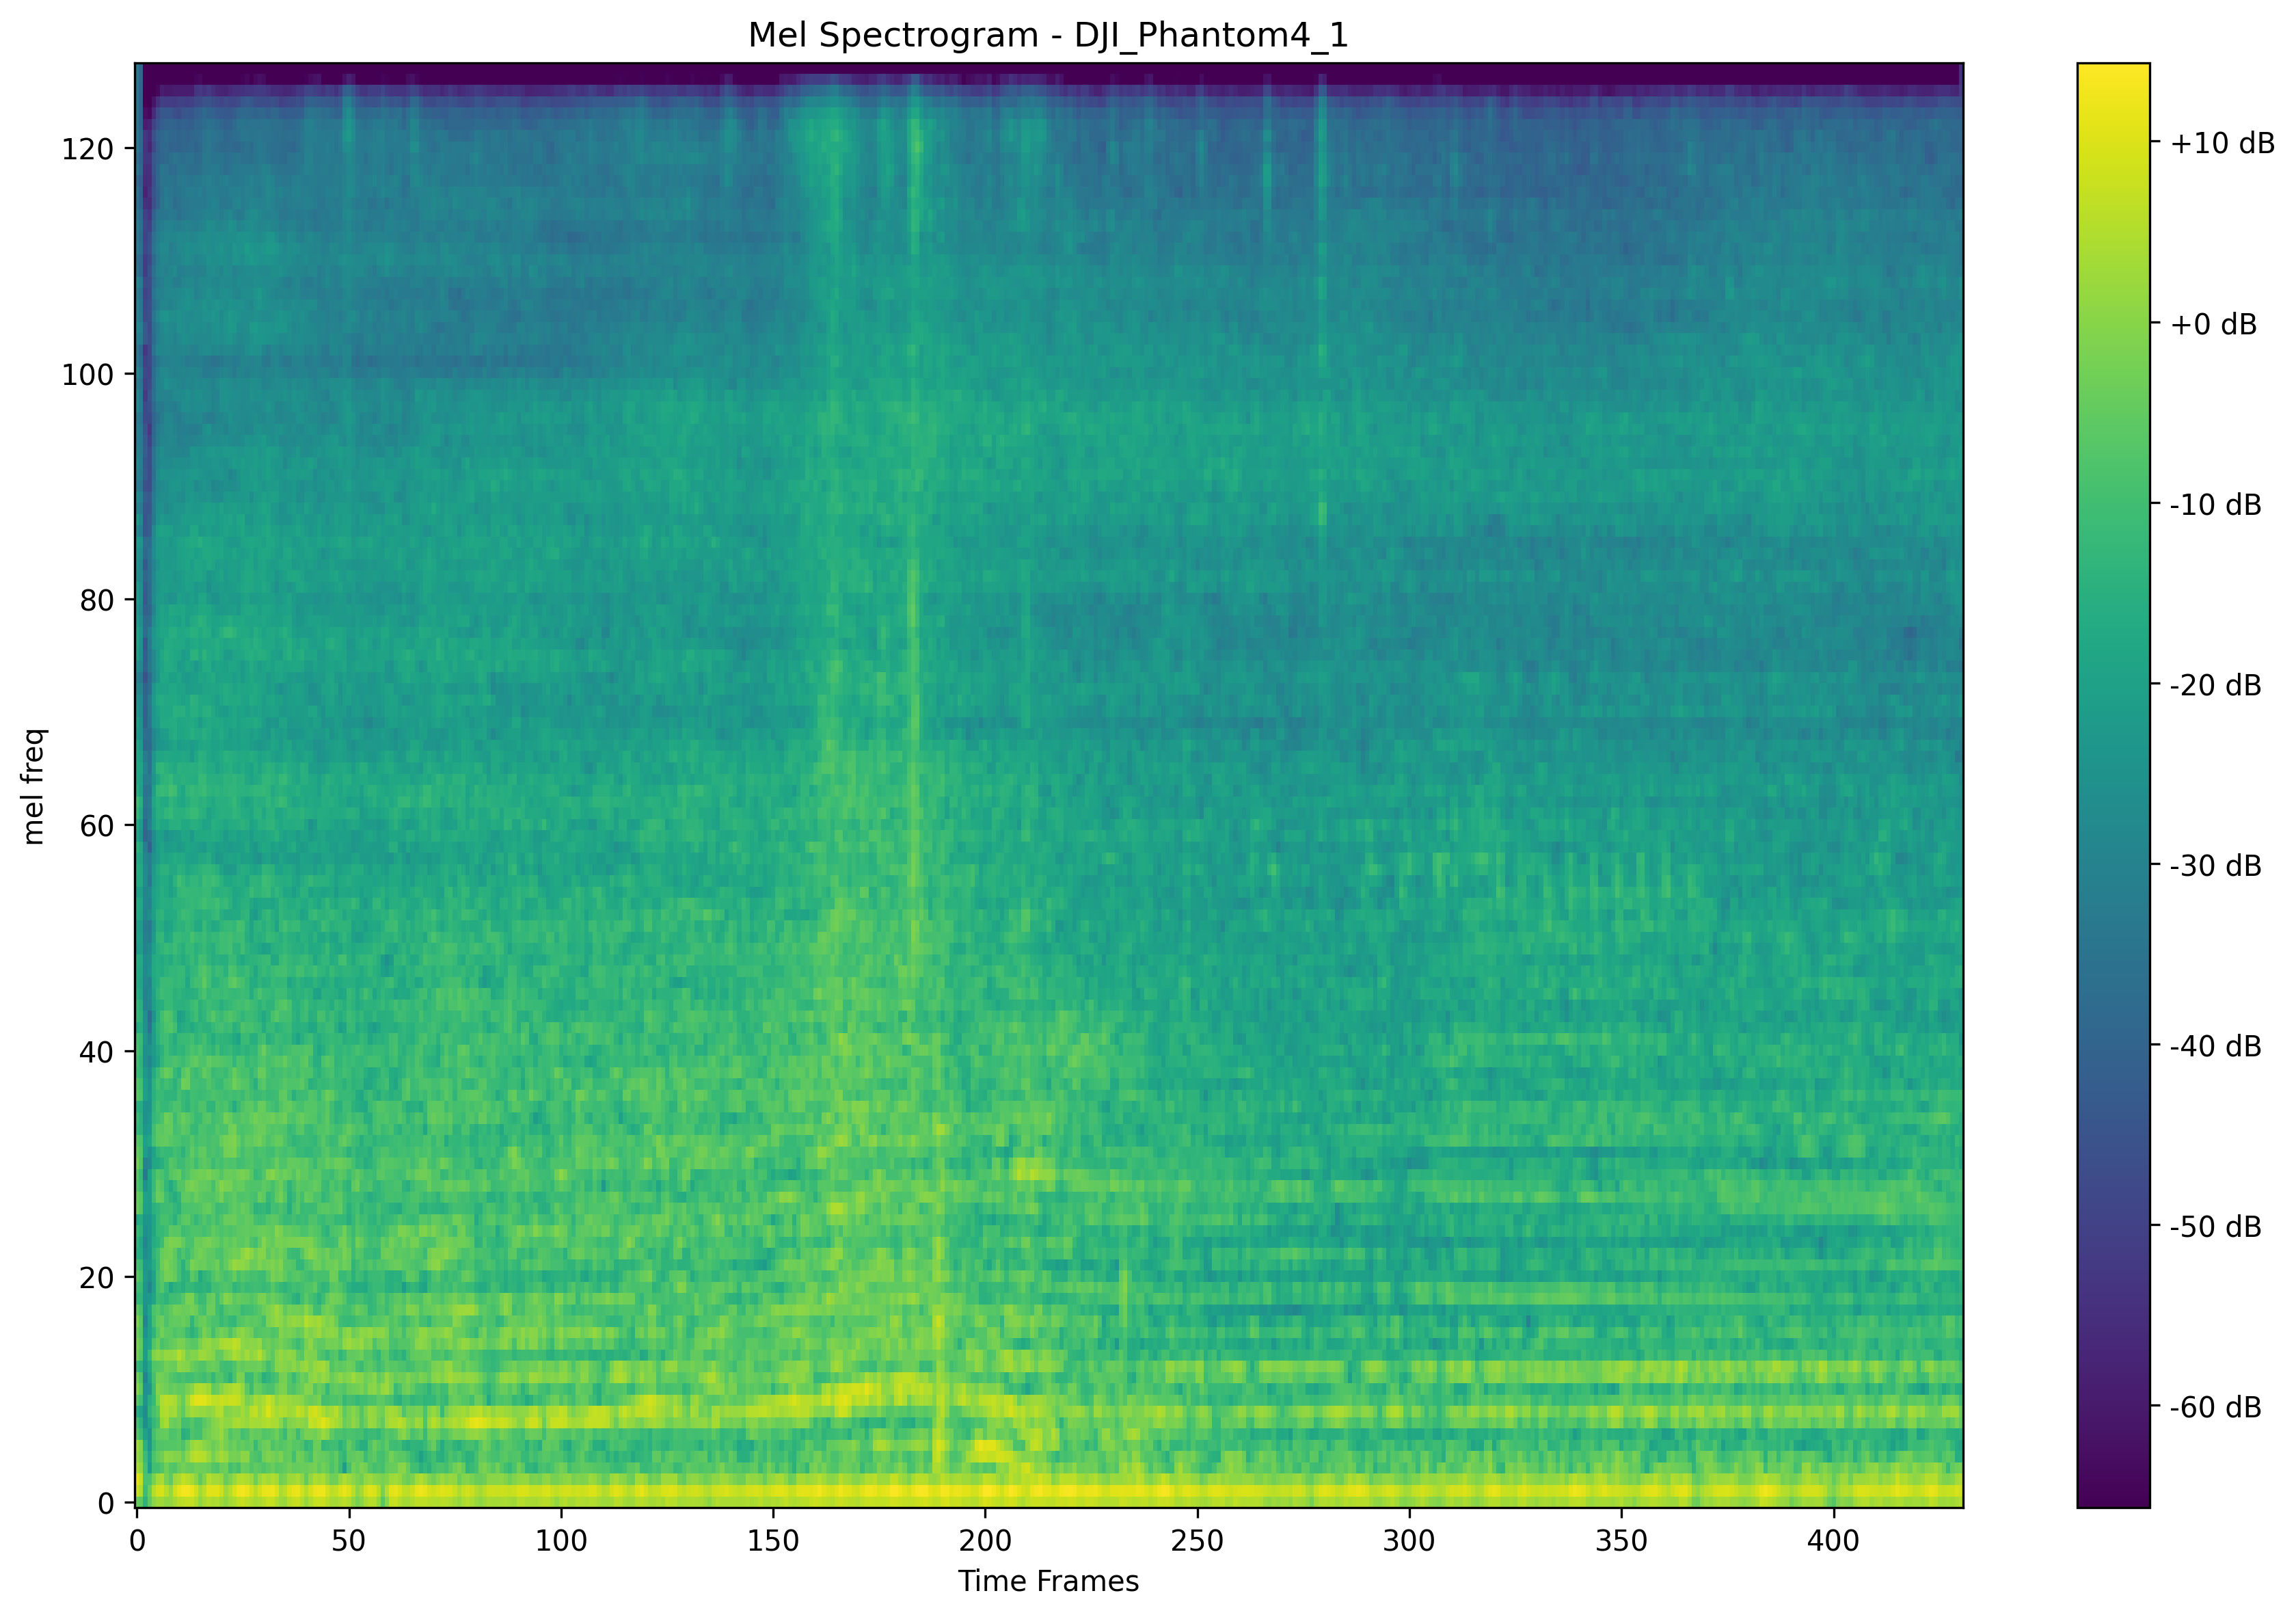 Mel Spectrogram - DJI_Phantom4_1
mel freq
120
100
80
60
40
20
0
0 50 100 150 200 250 300 350 400
Time Frames
+10 dB
+0 dB
-10 dB
-20 dB
-30 dB
-40 dB
-50 dB
-60 dB